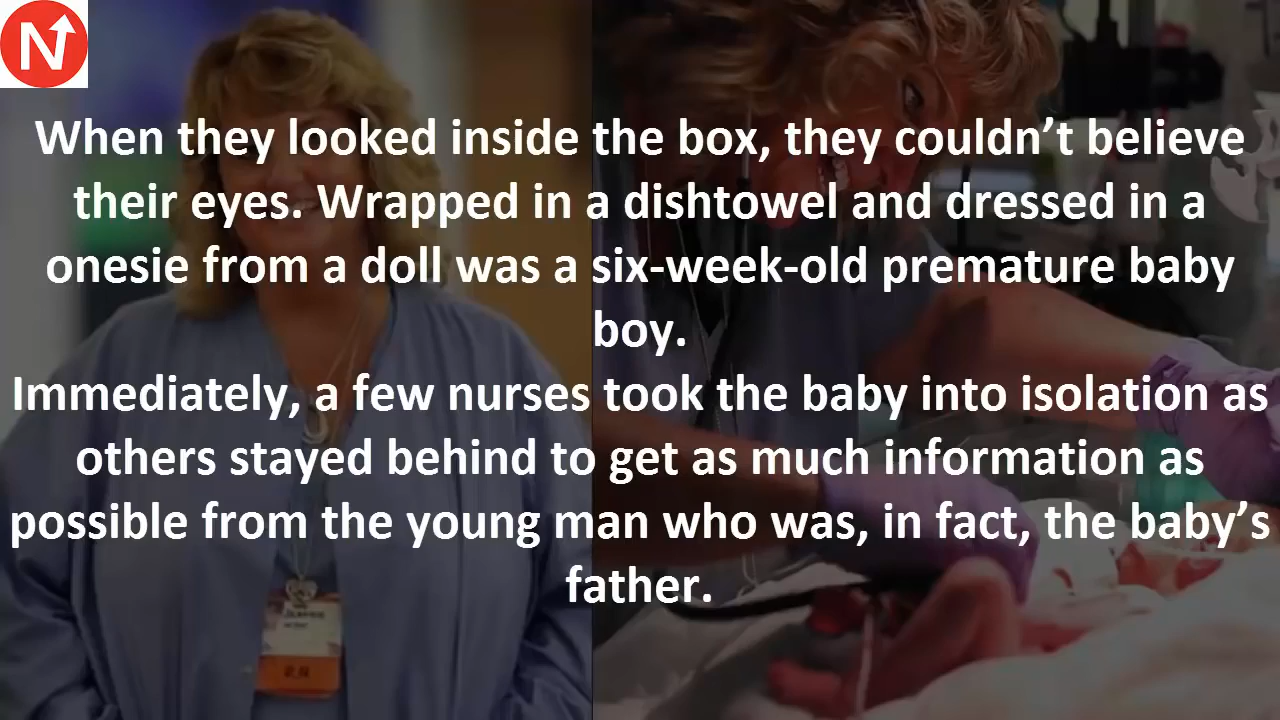 N
When they looked inside the box, they couldn’t believe
their eyes. Wrapped in a dishtowel and dressed in a
onesie from a doll was a six-week-old premature baby
boy.
Immediately, a few nurses took the baby into isolation as
others stayed behind to get as much information as
possible from the young man who was, in fact, the baby’s
father.